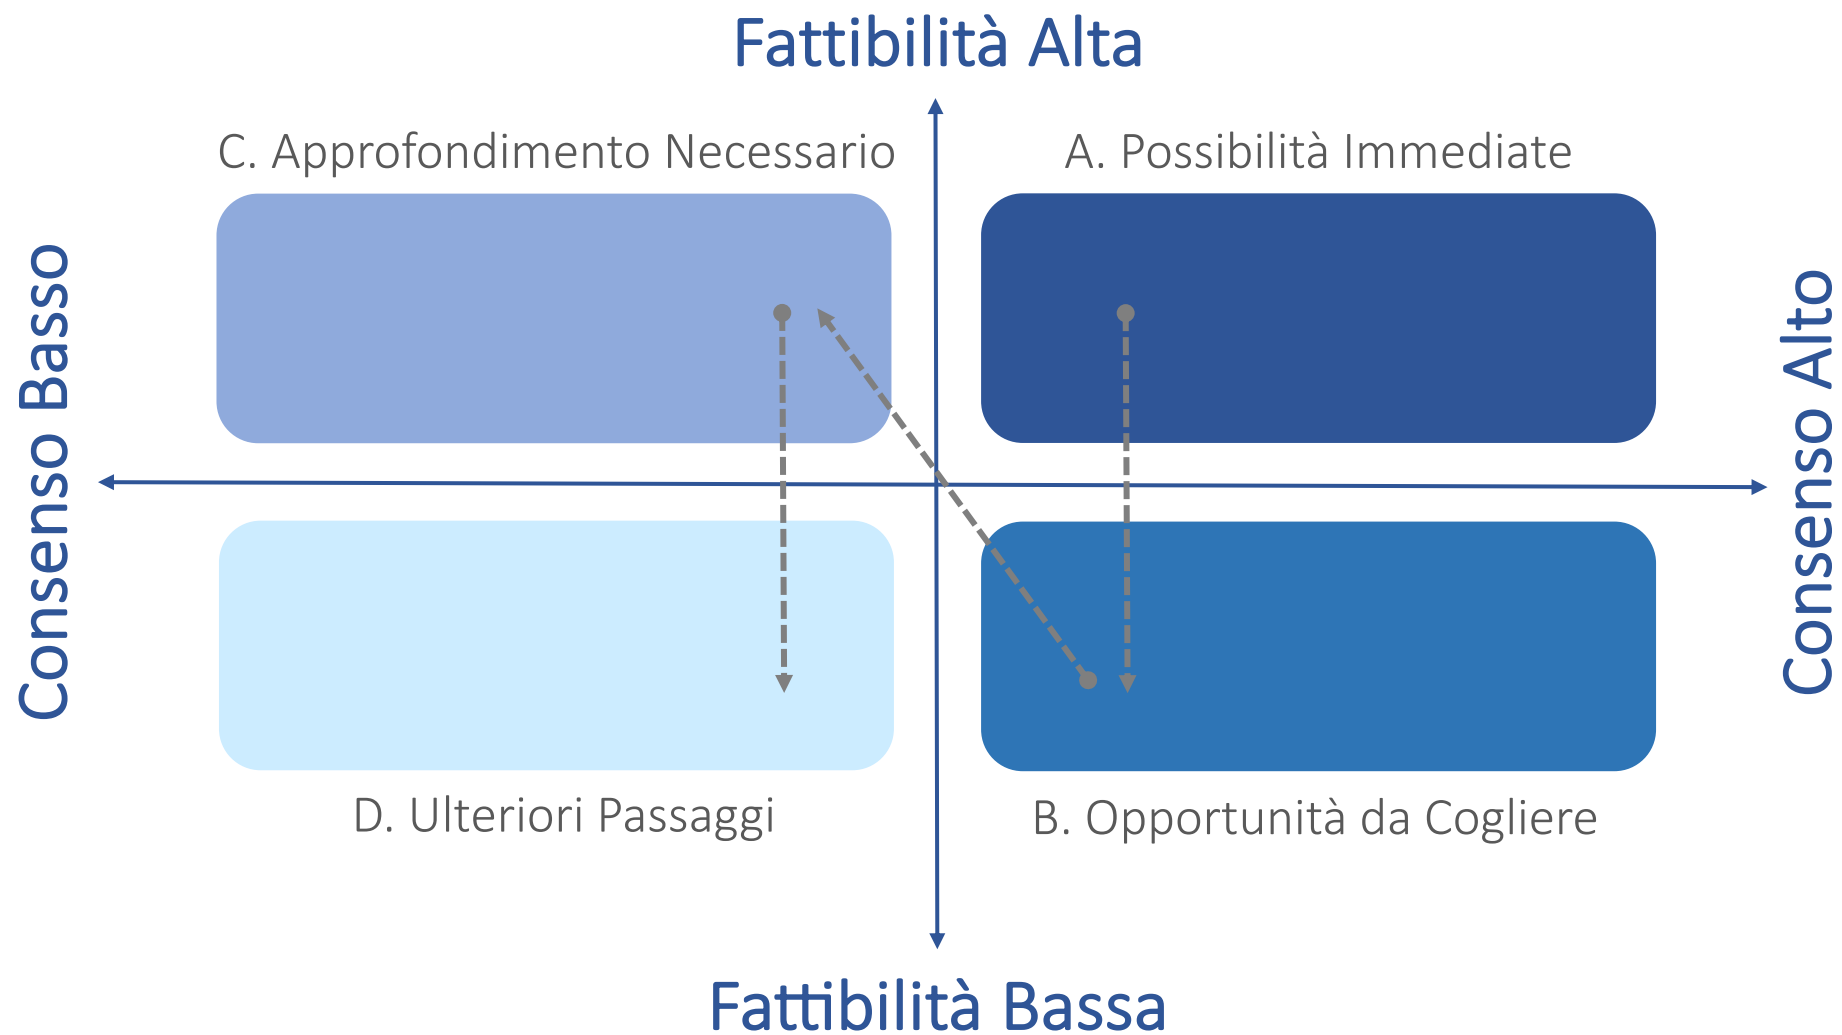 Fattibilità Alta
C. Approfondimento Necessario
A. Possibilità Immediate
Consenso Basso
Consenso Alto
D. Ulteriori Passaggi
B. Opportunità da Cogliere
Fattibilità Bassa